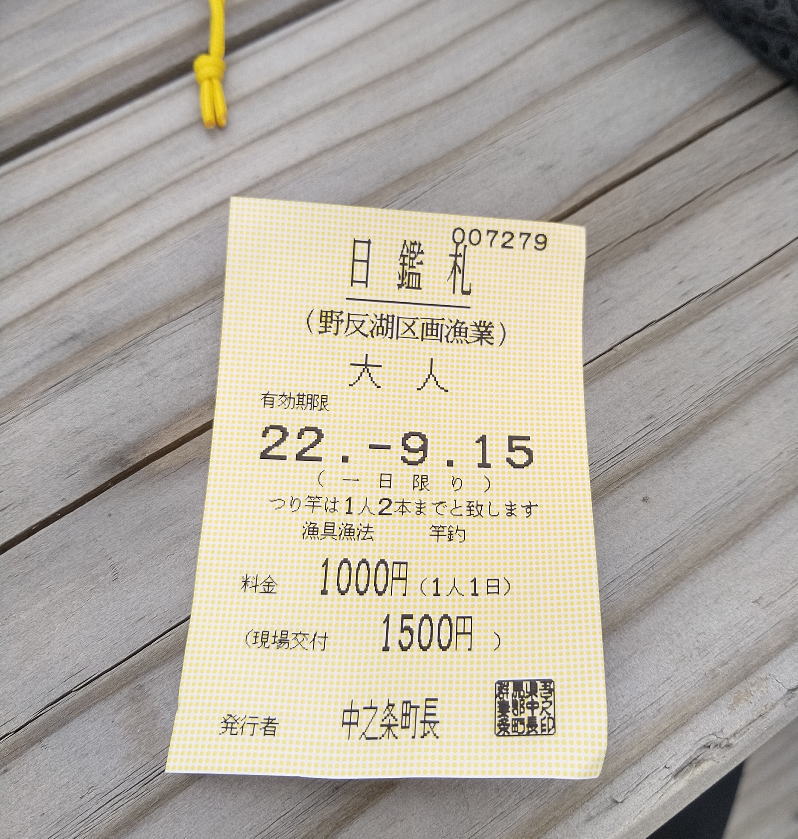 007279
日鑑札
(野反湖区画漁業)
大人
有効期限
22.-9.15
(一日限り)
つり竿は1人2本までと致します
漁具漁法 竿釣
料金 1000円(1人1日)
(現場交付 1500円)
発行者 中之条町長